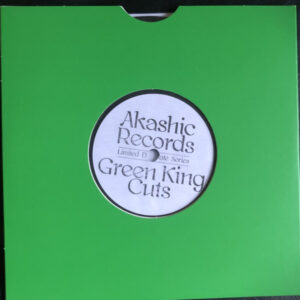 Akashic
Records
Limited Series
Green King
Cuts